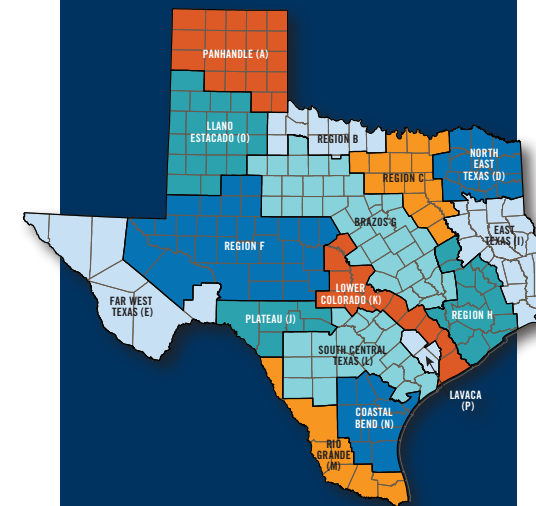 PANHANDLE (A)
LLANO
ESTACADO (O)
REGION B
NORTH
EAST
TEXAS (D)
REGION C
BRAZOS G
EAST
TEXAS (I)
REGION F
FAR WEST
TEXAS (E)
LOWER
COLORADO (K)
REGION H
PLATEAU (J)
SOUTH CENTRAL
TEXAS (L)
LAVACA
(P)
COASTAL
BEND (N)
RIO
GRANDE
(M)